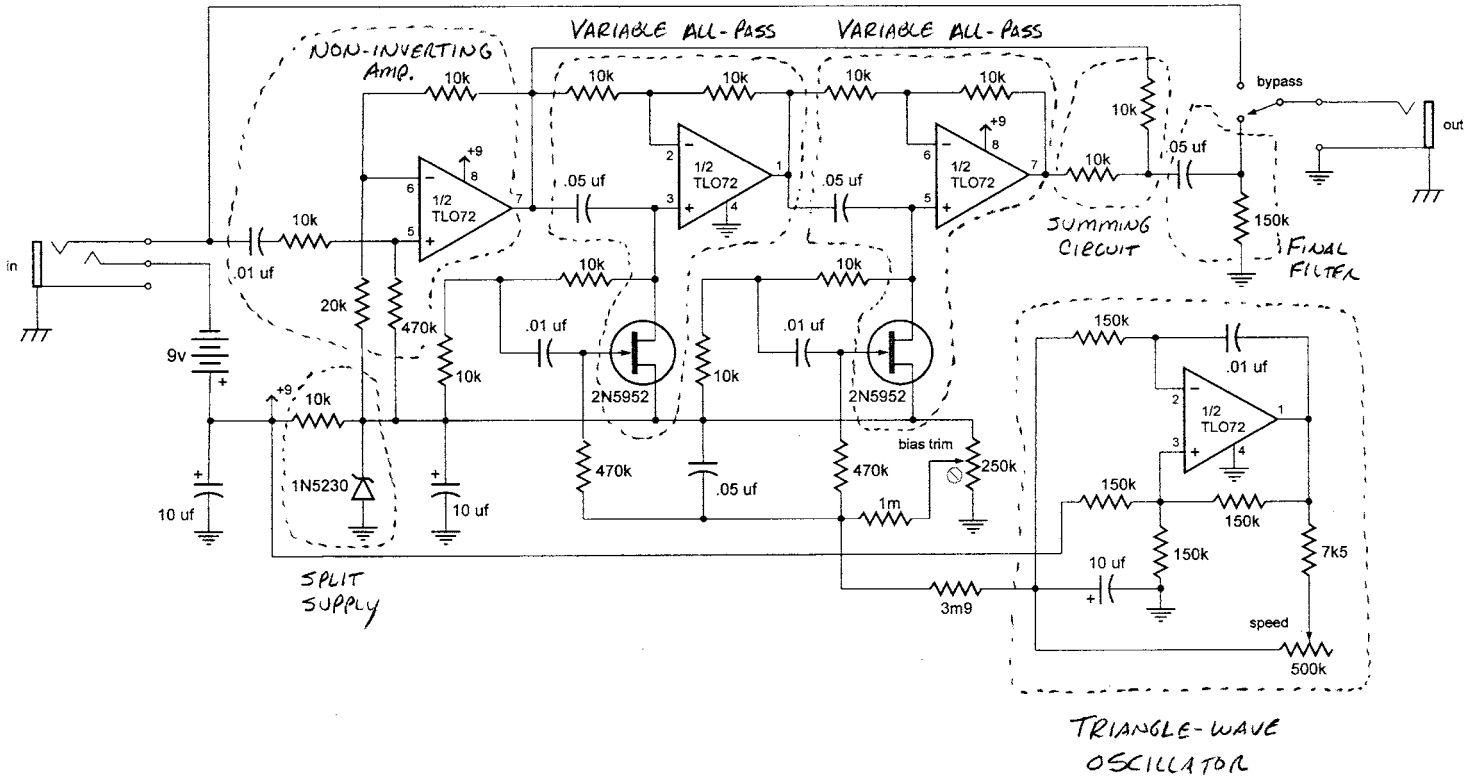 VARIABLE ALL-PASS
VARIABLE ALL-PASS
NON-INVERTING
AMP.
10k
10k
10k
10k
10k
bypass
10k
out
+9
8
6
1/2
TLO72
7
5
2
1/2
TLO72
1
3
4
+9
8
6
1/2
TLO72
7
5
10k
.05 uf
.05 uf
.05 uf
150k
SUMMING
CIRCUIT
FINAL
FILTER
in
.01 uf
10k
20k
470k
10k
10k
.01 uf
10k
2N5952
10k
.01 uf
2N5952
9v
+
+9
10k
1N5230
+
10 uf
+
10 uf
470k
.05 uf
470k
bias trim
250k
1m
150k
.01 uf
2
1/2
TLO72
1
3
4
150k
150k
150k
7k5
10 uf
+
3m9
speed
500k
SPLIT
SUPPLY
TRIANGLE-WAVE
OSCILLATOR